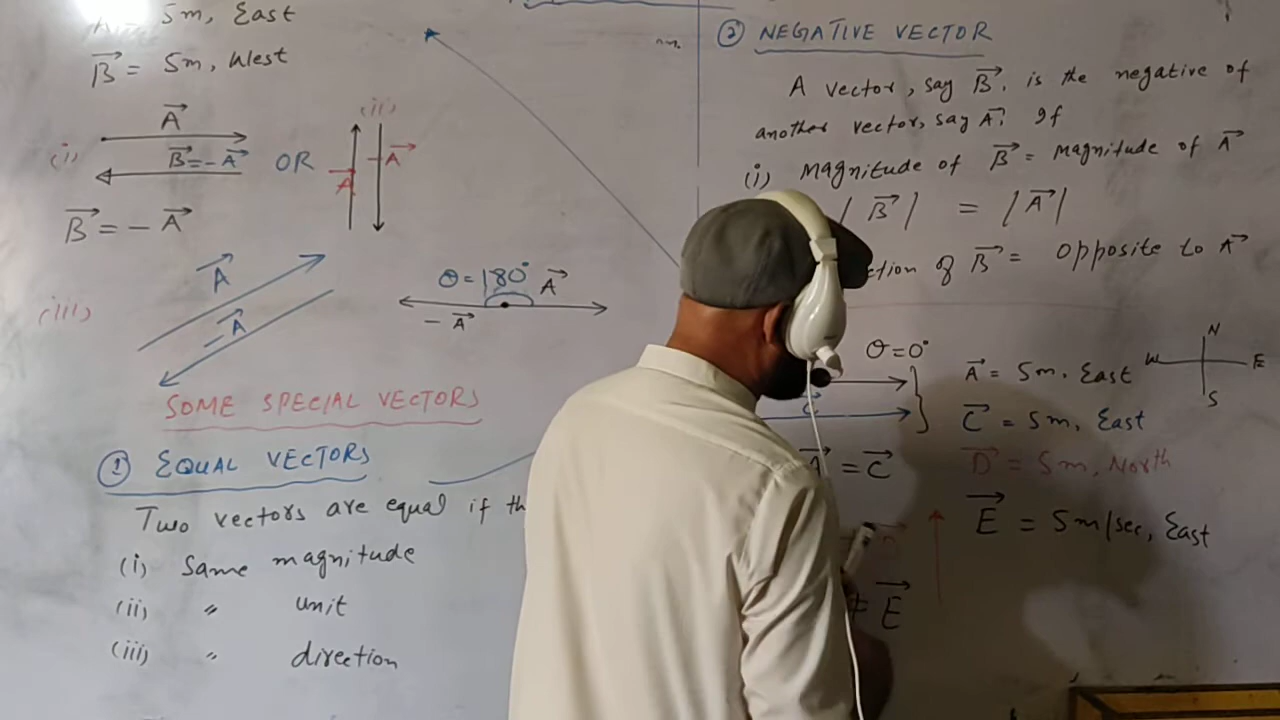 5m, East
B = 5m, West
A
(i)
B = -A
OR
(ii)
A
A
B = -A
(iii)
A
-A
θ = 180° A
-A
SOME SPECIAL VECTORS
① EQUAL VECTORS
Two vectors are equal if
(i) Same magnitude
(ii) " unit
(iii) " direction
② NEGATIVE VECTOR
A vector, say B, is the negative of
another vector, say A, If
(i) Magnitude of B = Magnitude of A
|B| = |A|
of B = opposite to A
θ = 0°
A = 5m, East
N
W E
S
C = 5m, East
A = C
D = 5m, North
E = 5m/sec, East
≠ E